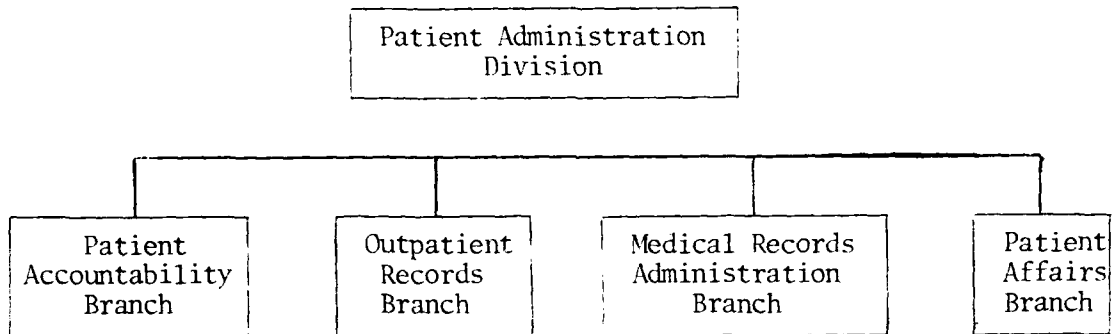 Patient Administration
Division
Patient
Accountability
Branch
Outpatient
Records
Branch
Medical Records
Administration
Branch
Patient
Affairs
Branch